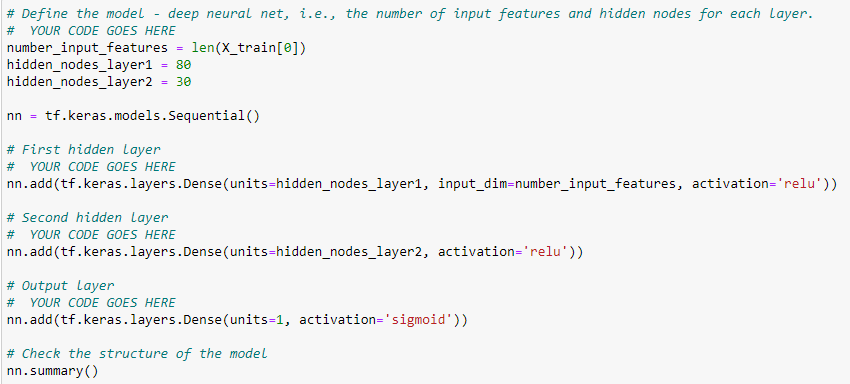 # Define the model - deep neural net, i.e., the number of input features and hidden nodes for each layer.
#  YOUR CODE GOES HERE
number_input_features = len(X_train[0])
hidden_nodes_layer1 = 80
hidden_nodes_layer2 = 30

nn = tf.keras.models.Sequential()

# First hidden layer
#  YOUR CODE GOES HERE
nn.add(tf.keras.layers.Dense(units=hidden_nodes_layer1, input_dim=number_input_features, activation='relu'))

# Second hidden layer
#  YOUR CODE GOES HERE
nn.add(tf.keras.layers.Dense(units=hidden_nodes_layer2, activation='relu'))

# Output layer
#  YOUR CODE GOES HERE
nn.add(tf.keras.layers.Dense(units=1, activation='sigmoid'))

# Check the structure of the model
nn.summary()